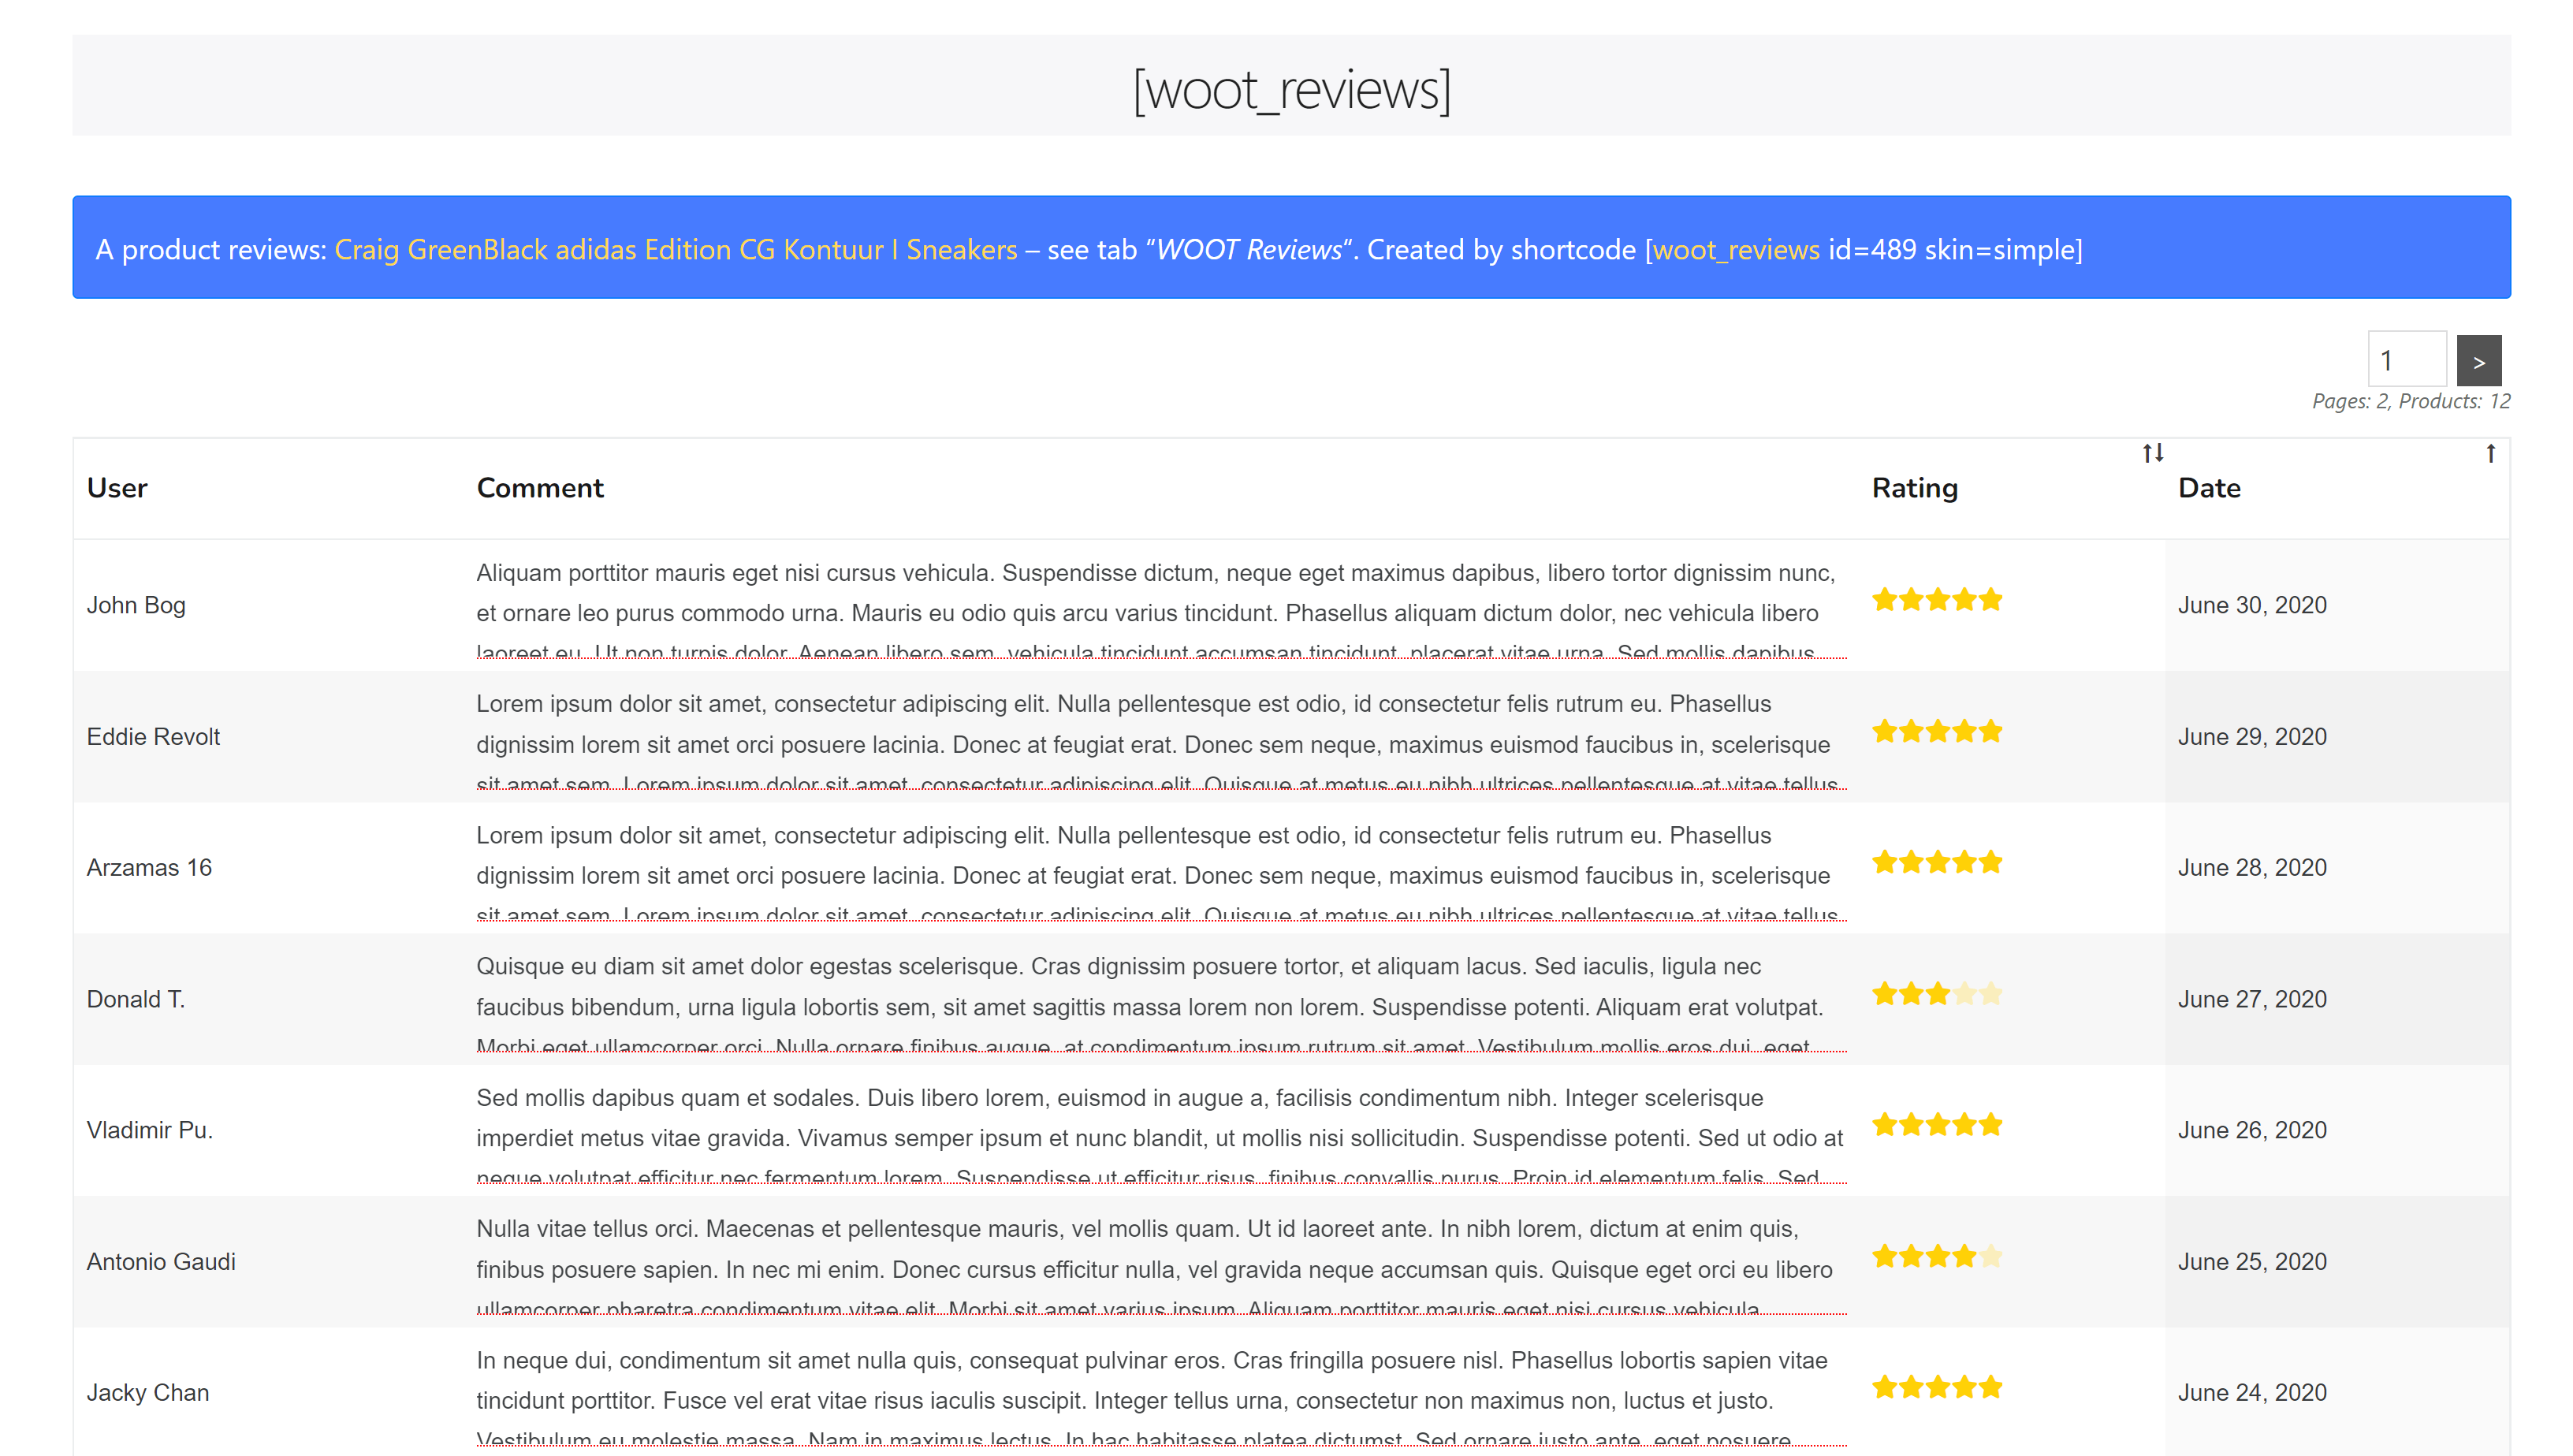 [woot_reviews]
A product reviews: Craig GreenBlack adidas Edition CG Kontuur I Sneakers – see tab “WOOT Reviews“. Created by shortcode [woot_reviews id=489 skin=simple]
1 >
Pages: 2, Products: 12
User Comment Rating Date
John Bog
Aliquam porttitor mauris eget nisi cursus vehicula. Suspendisse dictum, neque eget maximus dapibus, libero tortor dignissim nunc,
et ornare leo purus commodo urna. Mauris eu odio quis arcu varius tincidunt. Phasellus aliquam dictum dolor, nec vehicula libero
laoreet eu. Ut non turpis dolor. Aenean libero sem, vehicula tincidunt accumsan tincidunt, placerat vitae urna. Sed mollis dapibus
June 30, 2020
Eddie Revolt
Lorem ipsum dolor sit amet, consectetur adipiscing elit. Nulla pellentesque est odio, id consectetur felis rutrum eu. Phasellus
dignissim lorem sit amet orci posuere lacinia. Donec at feugiat erat. Donec sem neque, maximus euismod faucibus in, scelerisque
sit amet sem. Lorem ipsum dolor sit amet, consectetur adipiscing elit. Quisque at metus eu nibh ultrices pellentesque at vitae tellus.
June 29, 2020
Arzamas 16
Lorem ipsum dolor sit amet, consectetur adipiscing elit. Nulla pellentesque est odio, id consectetur felis rutrum eu. Phasellus
dignissim lorem sit amet orci posuere lacinia. Donec at feugiat erat. Donec sem neque, maximus euismod faucibus in, scelerisque
sit amet sem. Lorem ipsum dolor sit amet, consectetur adipiscing elit. Quisque at metus eu nibh ultrices pellentesque at vitae tellus.
June 28, 2020
Donald T.
Quisque eu diam sit amet dolor egestas scelerisque. Cras dignissim posuere tortor, et aliquam lacus. Sed iaculis, ligula nec
faucibus bibendum, urna ligula lobortis sem, sit amet sagittis massa lorem non lorem. Suspendisse potenti. Aliquam erat volutpat.
Morbi eget ullamcorper orci. Nulla ornare finibus augue, at condimentum ipsum rutrum sit amet. Vestibulum mollis eros dui, eget
June 27, 2020
Vladimir Pu.
Sed mollis dapibus quam et sodales. Duis libero lorem, euismod in augue a, facilisis condimentum nibh. Integer scelerisque
imperdiet metus vitae gravida. Vivamus semper ipsum et nunc blandit, ut mollis nisi sollicitudin. Suspendisse potenti. Sed ut odio at
neque volutpat efficitur nec fermentum lorem. Suspendisse ut efficitur risus, finibus convallis purus. Proin id elementum felis. Sed
June 26, 2020
Antonio Gaudi
Nulla vitae tellus orci. Maecenas et pellentesque mauris, vel mollis quam. Ut id laoreet ante. In nibh lorem, dictum at enim quis,
finibus posuere sapien. In nec mi enim. Donec cursus efficitur nulla, vel gravida neque accumsan quis. Quisque eget orci eu libero
ullamcorper pharetra condimentum vitae elit. Morbi sit amet varius ipsum. Aliquam porttitor mauris eget nisi cursus vehicula.
June 25, 2020
Jacky Chan
In neque dui, condimentum sit amet nulla quis, consequat pulvinar eros. Cras fringilla posuere nisl. Phasellus lobortis sapien vitae
tincidunt porttitor. Fusce vel erat vitae risus iaculis suscipit. Integer tellus urna, consectetur non maximus non, luctus et justo.
Vestibulum eu molestie massa. Nam in maximus lectus. In hac habitasse platea dictumst. Sed ornare justo ante, eget posuere
June 24, 2020